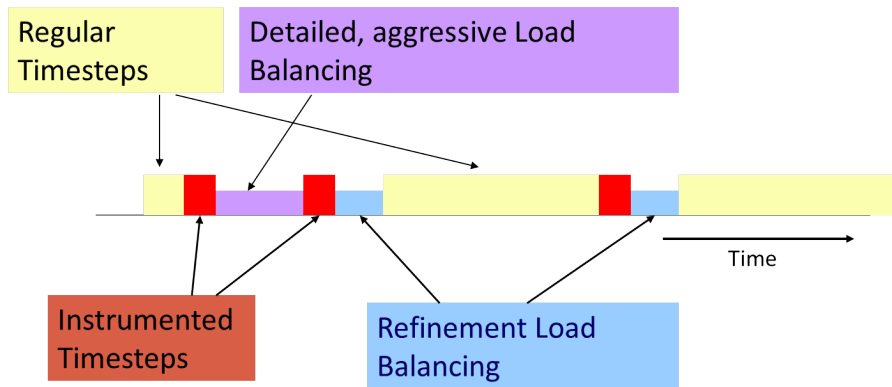 Regular
Timesteps
Detailed, aggressive Load
Balancing
Time
Instrumented
Timesteps
Refinement Load
Balancing